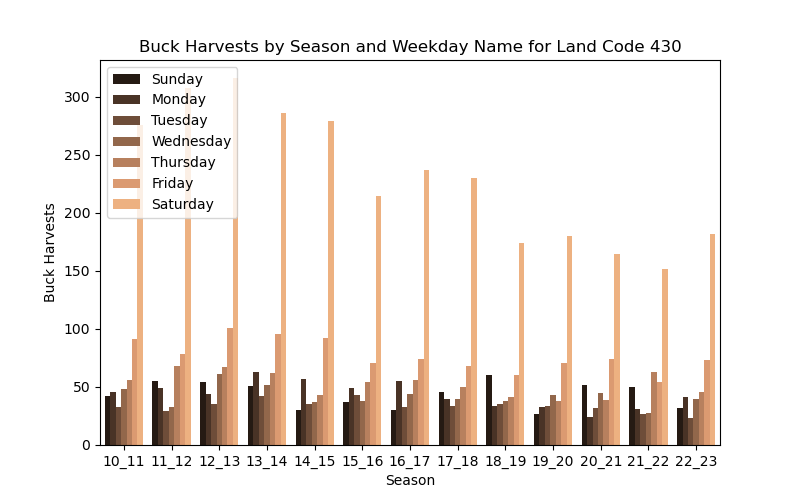 Buck Harvests by Season and Weekday Name for Land Code 430
Sunday
Monday
Tuesday
Wednesday
Thursday
Friday
Saturday
300
250
200
150
100
50
0
Buck Harvests
10_11 11_12 12_13 13_14 14_15 15_16 16_17 17_18 18_19 19_20 20_21 21_22 22_23
Season